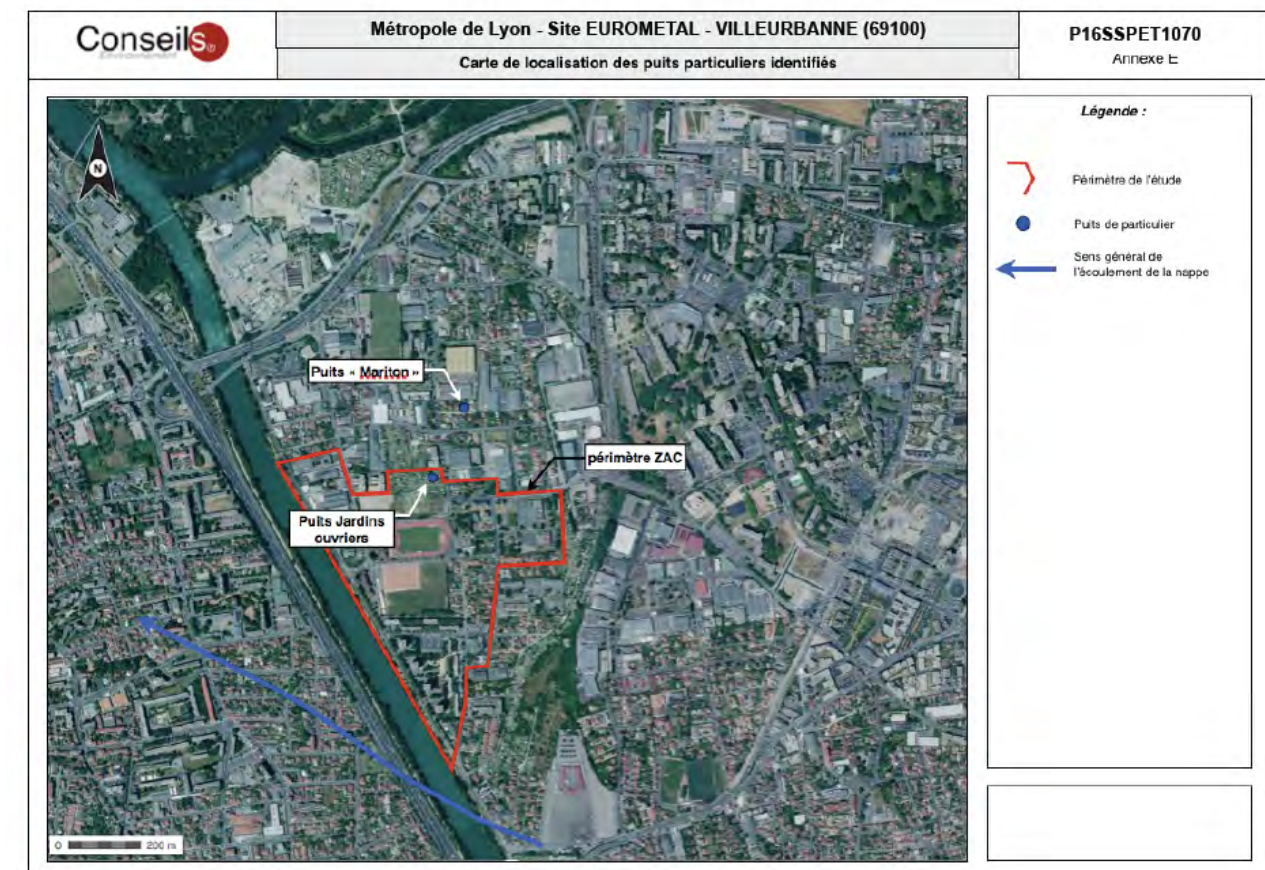 Conseils®
Environnement
Métropole de Lyon - Site EUROMETAL - VILLEURBANNE (69100)
Carte de localisation des puits particuliers identifiés
P16SSPET1070
Annexe E
N
Puits « Mariton »
périmètre ZAC
Puits Jardins
ouvriers
0 200 m
Légende :
Périmètre de l'étude
Puits de particulier
Sens général de
l'écoulement de la nappe